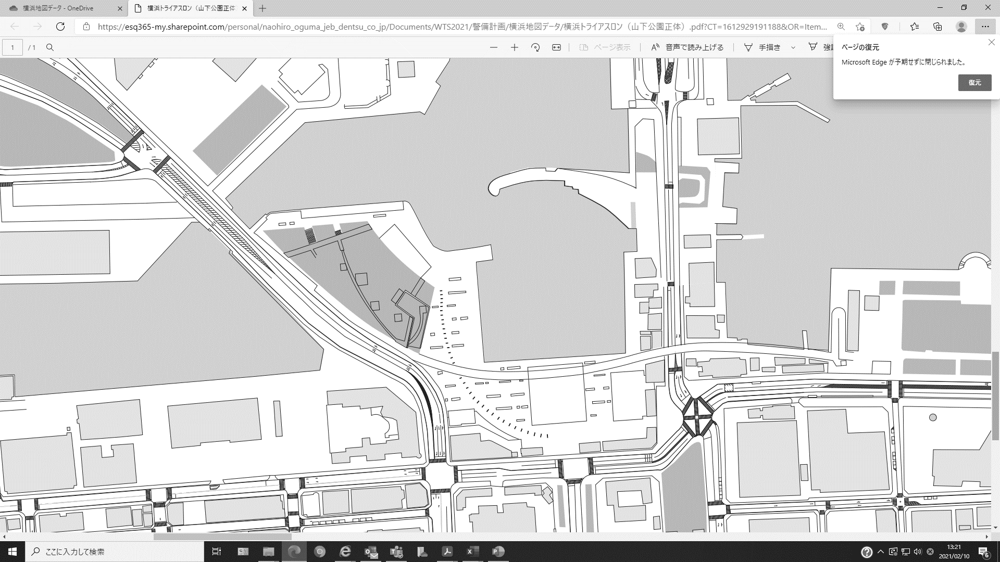 横浜地図データ - OneDrive
横浜トライアスロン（山下公園正体
https://esq365-my.sharepoint.com/personal/naohiro_oguma_jeb_dentsu_co_jp/Documents/WTS2021/警備計画/横浜地図データ/横浜トライアスロン（山下公園正体）.pdf?CT=1612929191188&OR=Item...
1 / 1
ページ表示
音声で読み上げる
手描き
強
ページの復元
Microsoft Edge が予期せずに閉じられました。
復元
ここに入力して検索
13:21
2021/02/10
6